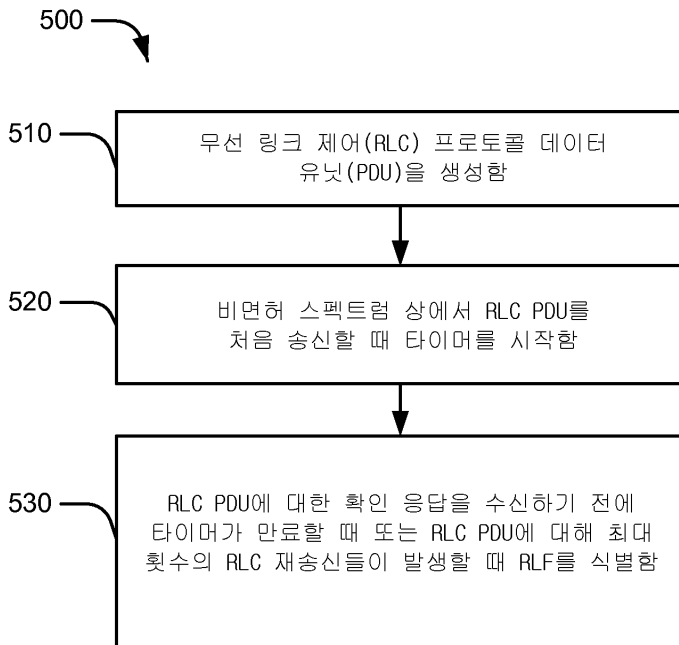 500
510
무선 링크 제어(RLC) 프로토콜 데이터
유닛(PDU)을 생성함
520
비면허 스펙트럼 상에서 RLC PDU를
처음 송신할 때 타이머를 시작함
530
RLC PDU에 대한 확인 응답을 수신하기 전에
타이머가 만료할 때 또는 RLC PDU에 대해 최대
횟수의 RLC 재송신들이 발생할 때 RLF를 식별함